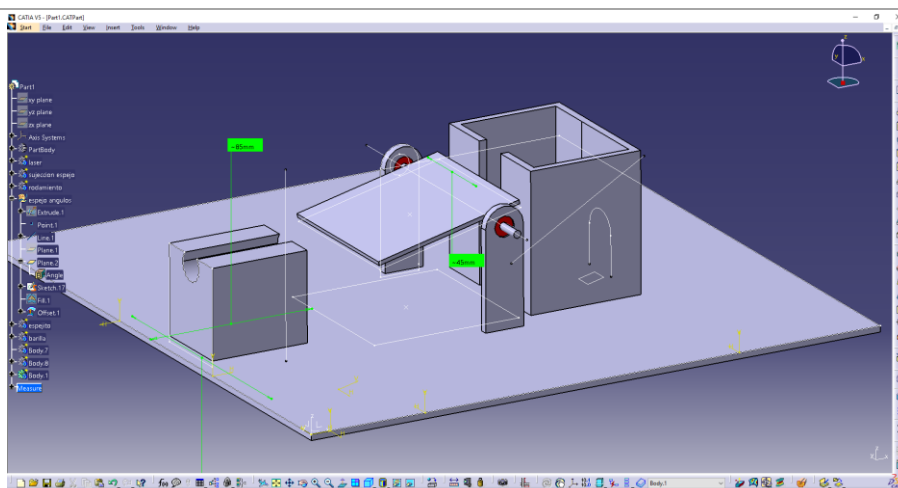 CATIA V5 - [Part1.CATPart]
Start File Edit View Insert Tools Window Help
Part1
xy plane
yz plane
zx plane
Axis Systems
PartBody
laser
sujeccion espejo
rodamiento
espejo angulos
Extrude.1
Point.1
Line.1
Plane.1
Plane.2
Angle
Sketch.17
Fill.1
Offset.1
espejito
barilla
Body.7
Body.8
Body.1
Measure
~85mm
~45mm
Body.1